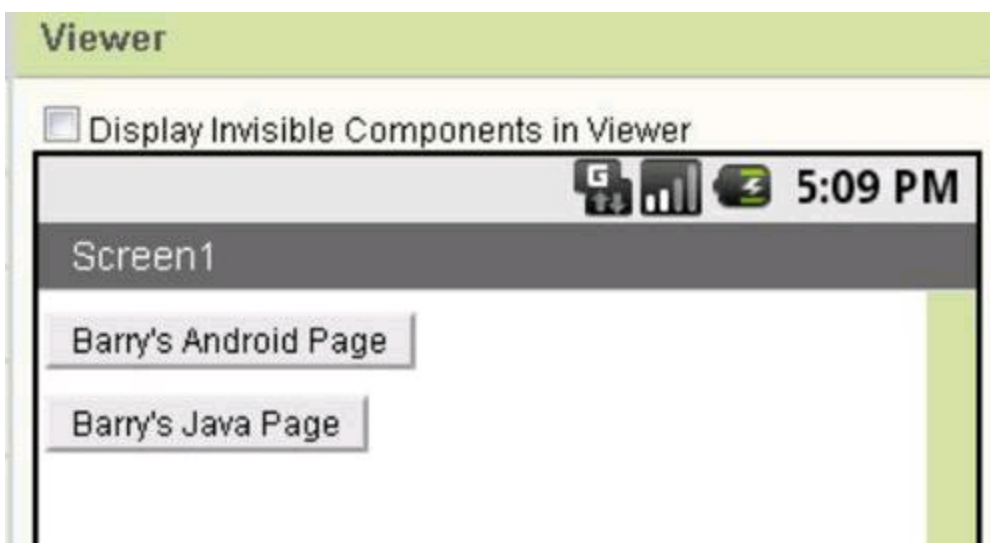 Viewer
Display Invisible Components in Viewer
G 5:09 PM
Screen1
Barry's Android Page
Barry's Java Page